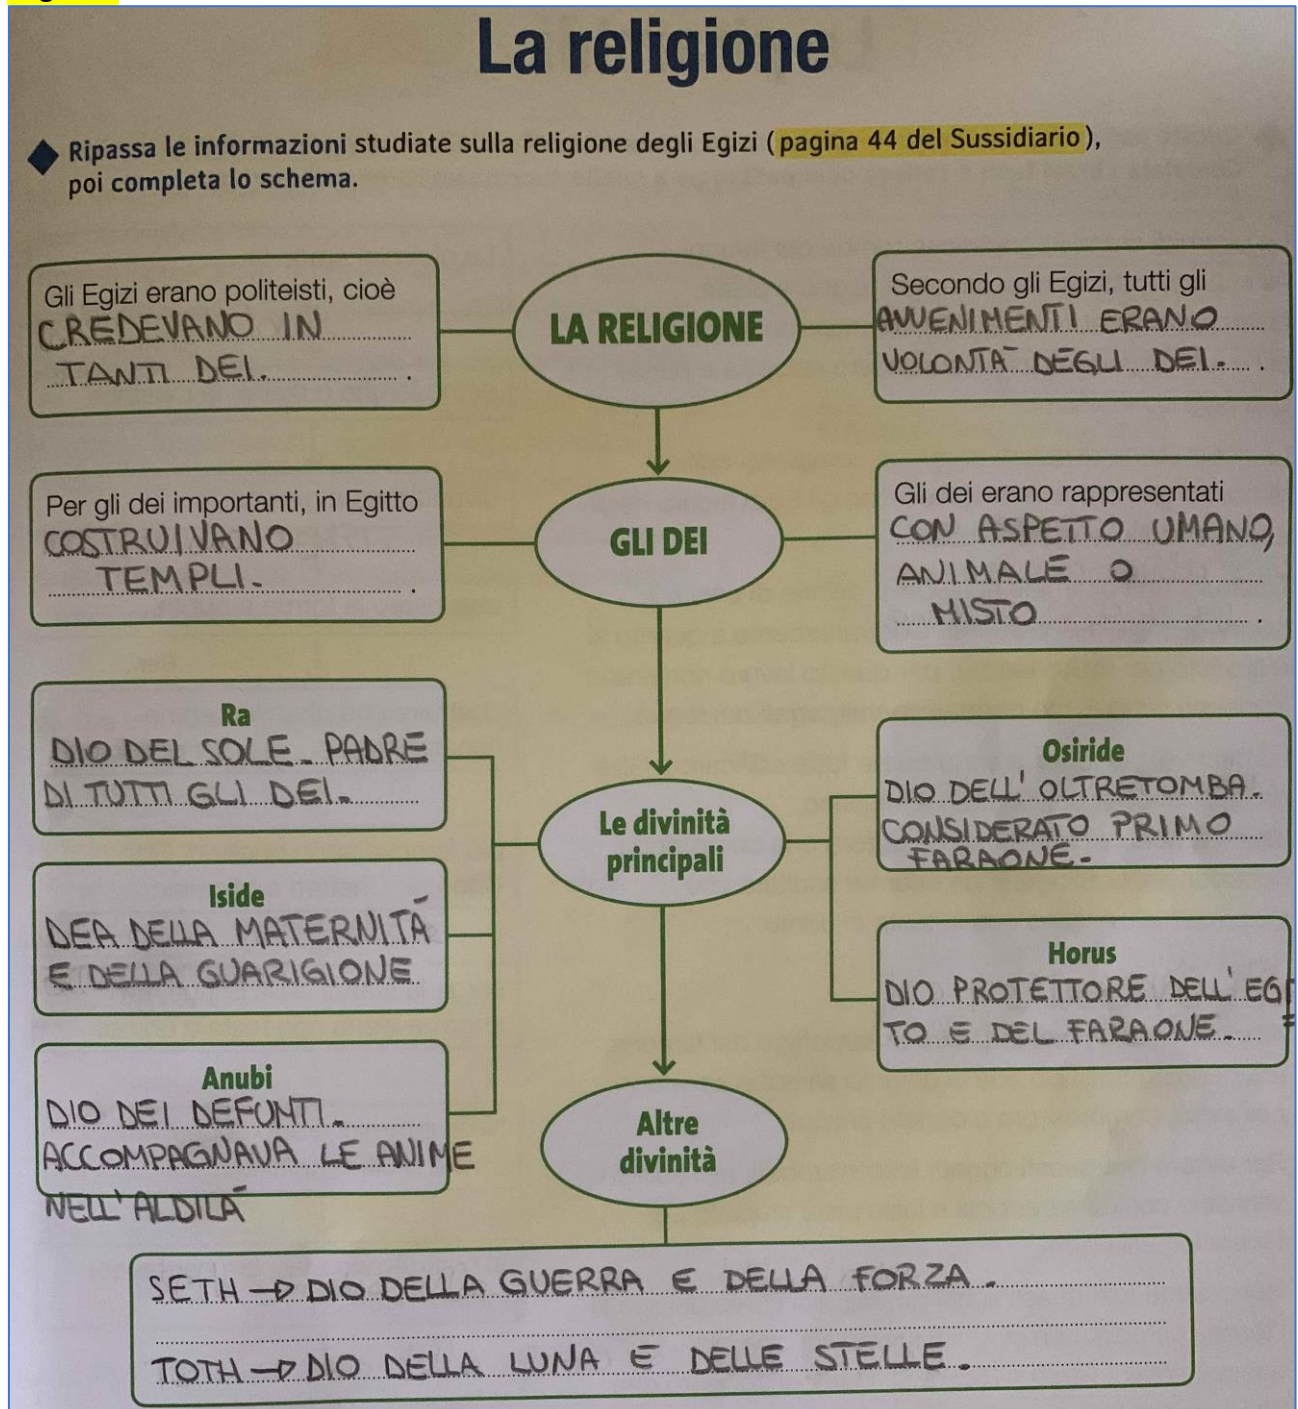 La religione
Ripassa le informazioni studiate sulla religione degli Egizi (pagina 44 del Sussidiario),
poi completa lo schema.
Gli Egizi erano politeisti, cioè
CREDEVANO IN
TANTI DEI.
LA RELIGIONE
Secondo gli Egizi, tutti gli
AVVENIMENTI ERANO
VOLONTÀ DEGLI DEI.
Per gli dei importanti, in Egitto
COSTRUIVANO
TEMPLI.
GLI DEI
Gli dei erano rappresentati
CON ASPETTO UMANO,
ANIMALE O
MISTO
Ra
DIO DEL SOLE. PADRE
DI TUTTI GLI DEI.
Iside
DEA DELLA MATERNITÀ
E DELLA GUARIGIONE
Anubi
DIO DEI DEFUNTI.
ACCOMPAGNAVA LE ANIME
NELL'ALDILÀ
Le divinità
principali
Osiride
DIO DELL'OLTRETOMBA.
CONSIDERATO PRIMO
FARAONE.
Horus
DIO PROTETTORE DELL'EGIT
TO E DEL FARAONE.
Altre
divinità
SETH → DIO DELLA GUERRA E DELLA FORZA.
TOTH → DIO DELLA LUNA E DELLE STELLE.